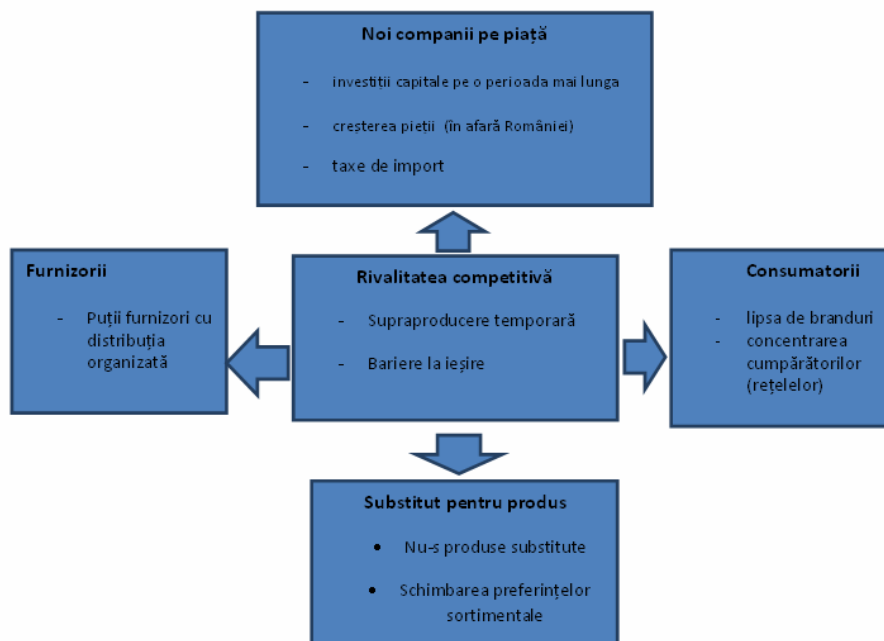 Noi companii pe piață
- investiții capitale pe o perioada mai lunga
- creșterea pieții (în afară României)
- taxe de import
Furnizorii
- Puții furnizori cu
distribuția
organizată
Rivalitatea competitivă
- Supraproducere temporară
- Bariere la ieșire
Consumatorii
- lipsa de branduri
- concentrarea
cumpărătorilor
(rețelelor)
Substitut pentru produs
• Nu-s produse substitute
• Schimbarea preferințelor
sortimentale